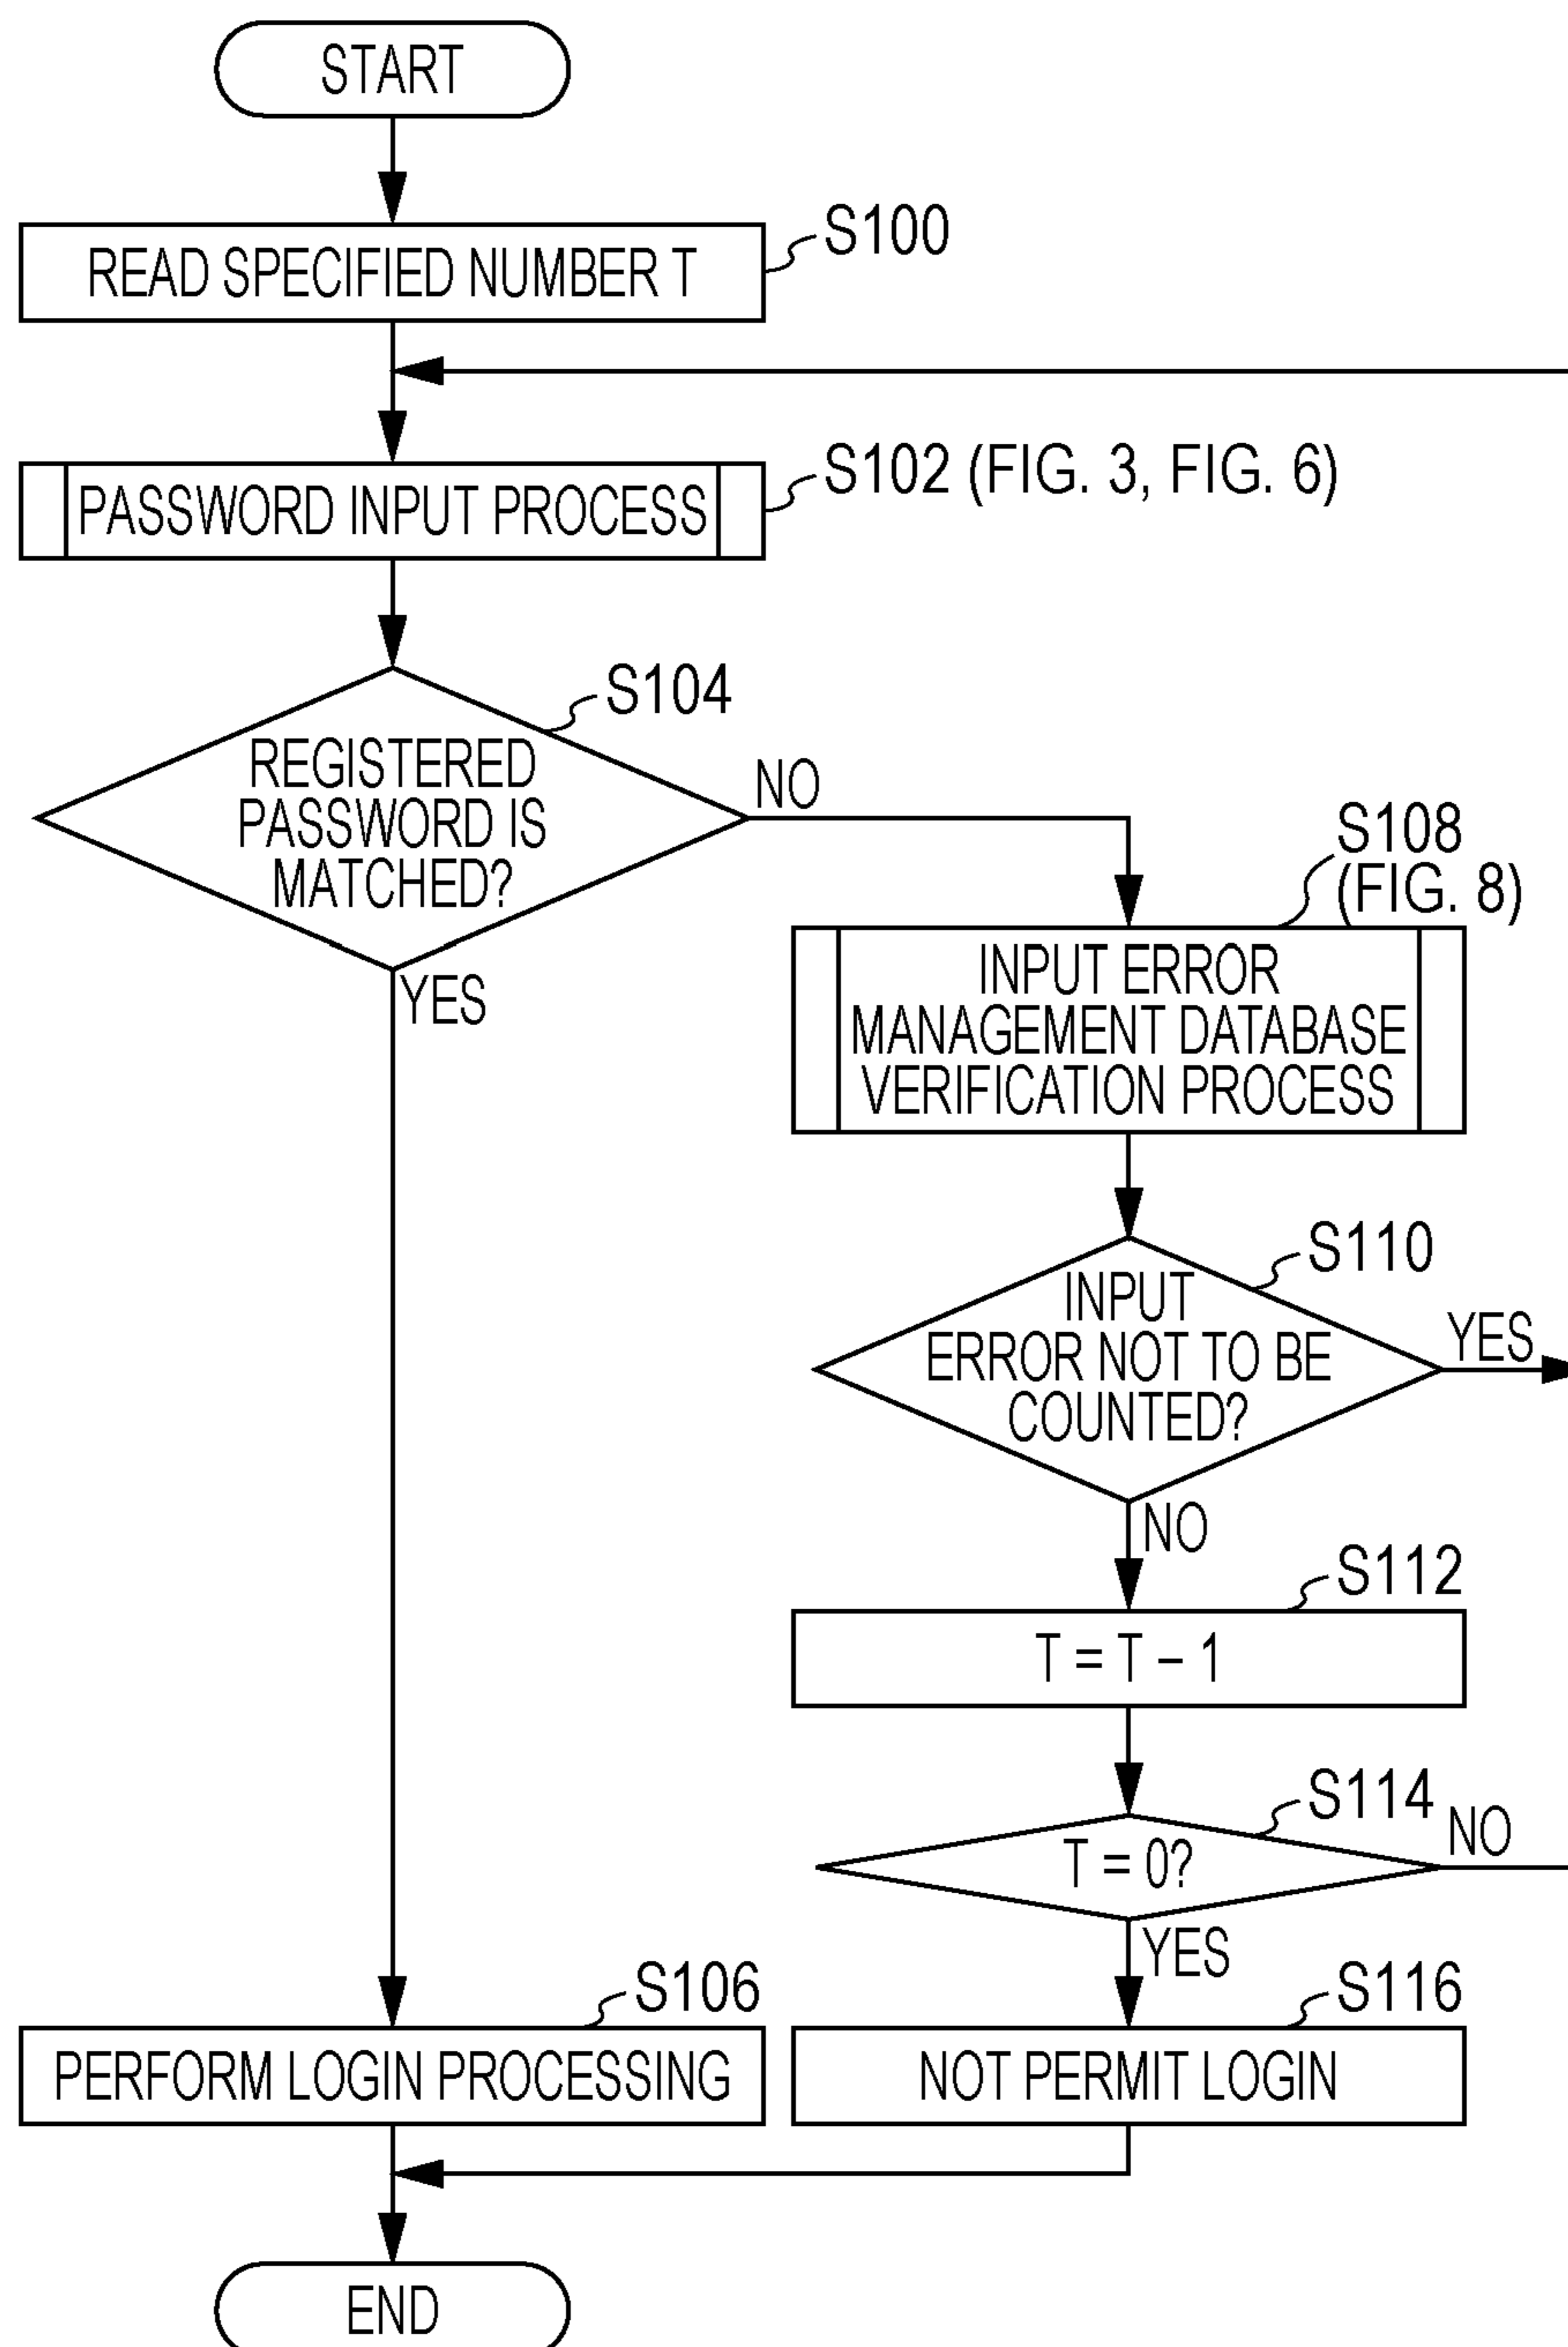 START
READ SPECIFIED NUMBER T
S100
PASSWORD INPUT PROCESS
S102 (FIG. 3, FIG. 6)
S104
REGISTERED
PASSWORD IS
MATCHED?
NO
YES
S108
(FIG. 8)
INPUT ERROR
MANAGEMENT DATABASE
VERIFICATION PROCESS
S110
INPUT
ERROR NOT TO BE
COUNTED?
YES
NO
S112
T = T – 1
S114
T = 0?
NO
YES
S106
PERFORM LOGIN PROCESSING
S116
NOT PERMIT LOGIN
END